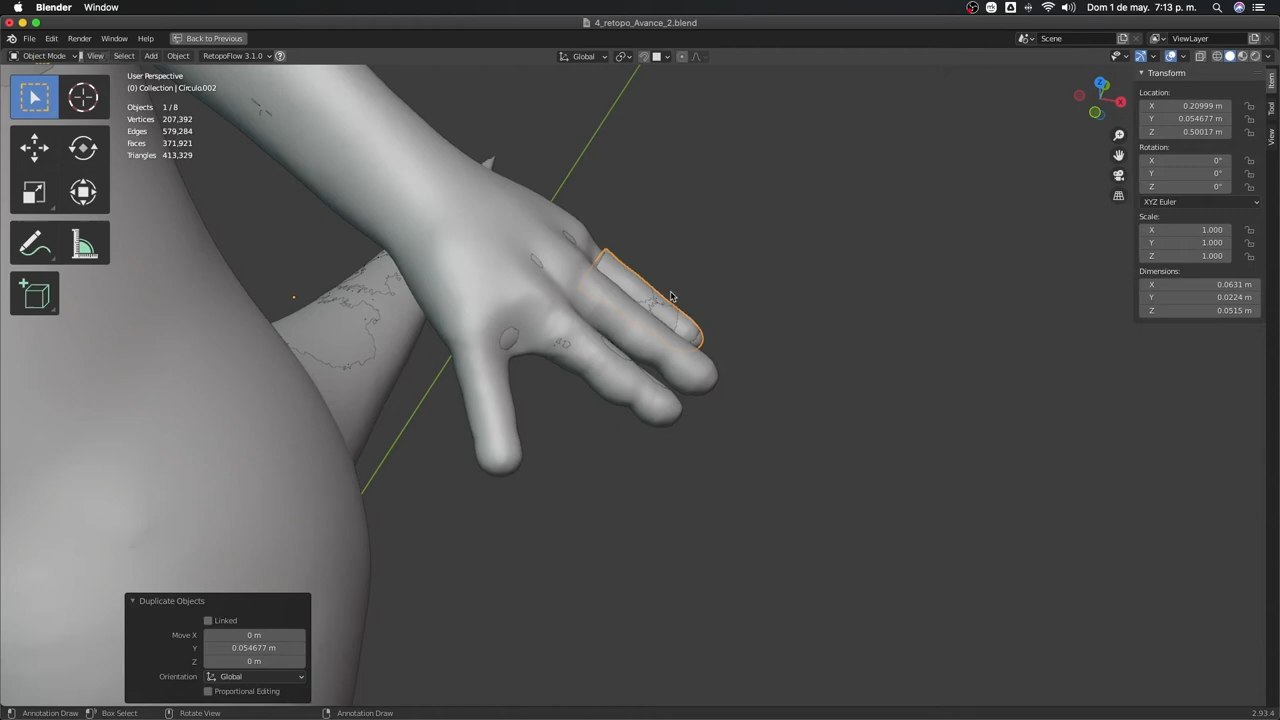 Blender Window Dom 1 de may. 7:13 p. m.
4_retopo_Avance_2.blend
File Edit Render Window Help Back to Previous Scene ViewLayer
Object Mode View Select Add Object RetopoFlow 3.1.0 Global
User Perspective
(0) Collection | Circulo.002
Objects 1 / 8
Vertices 207,392
Edges 579,284
Faces 371,921
Triangles 413,329
Z
X
Transform
Location:
X 0.20999 m
Y 0.054677 m
Z 0.50017 m
Rotation:
X 0°
Y 0°
Z 0°
XYZ Euler
Scale:
X 1.000
Y 1.000
Z 1.000
Dimensions:
X 0.0631 m
Y 0.0224 m
Z 0.0515 m
Item
Tool
View
Duplicate Objects
Linked
Move X 0 m
Y 0.054677 m
Z 0 m
Orientation Global
Proportional Editing
Annotation Draw Box Select Rotate View Annotation Draw 2.93.4